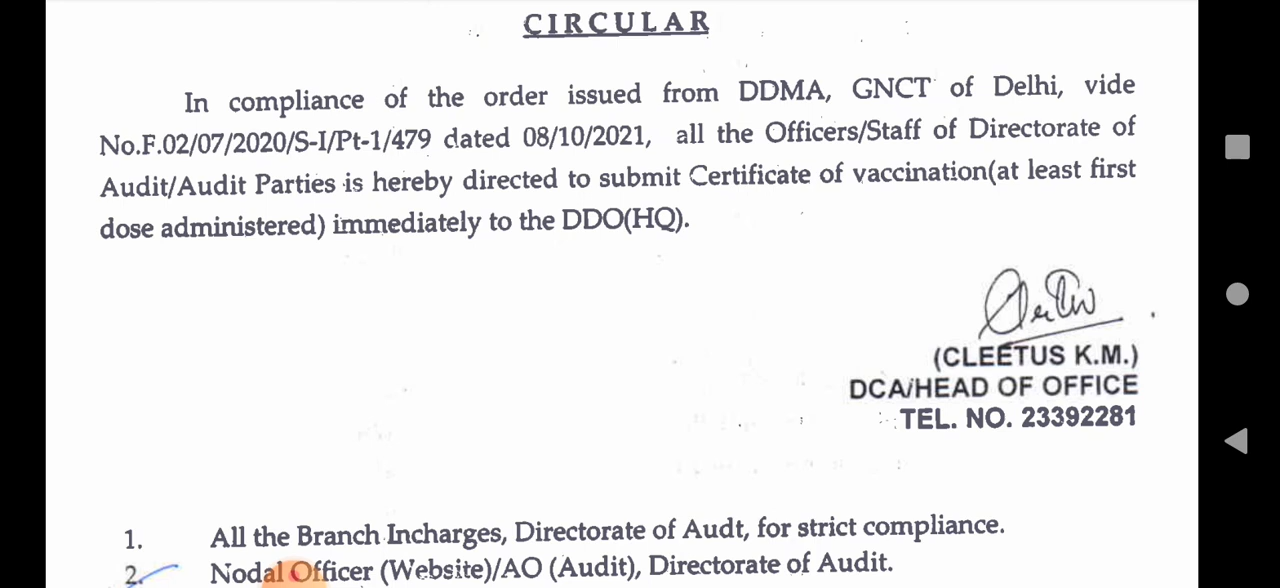 CIRCULAR
In compliance of the order issued from DDMA, GNCT of Delhi, vide
No.F.02/07/2020/S-I/Pt-1/479 dated 08/10/2021, all the Officers/Staff of Directorate of
Audit/Audit Parties is hereby directed to submit Certificate of vaccination(at least first
dose administered) immediately to the DDO(HQ).
(CLEETUS K.M.)
DCA/HEAD OF OFFICE
TEL. NO. 23392281
1. All the Branch Incharges, Directorate of Audt, for strict compliance.
2. Nodal Officer (Website)/AO (Audit), Directorate of Audit.